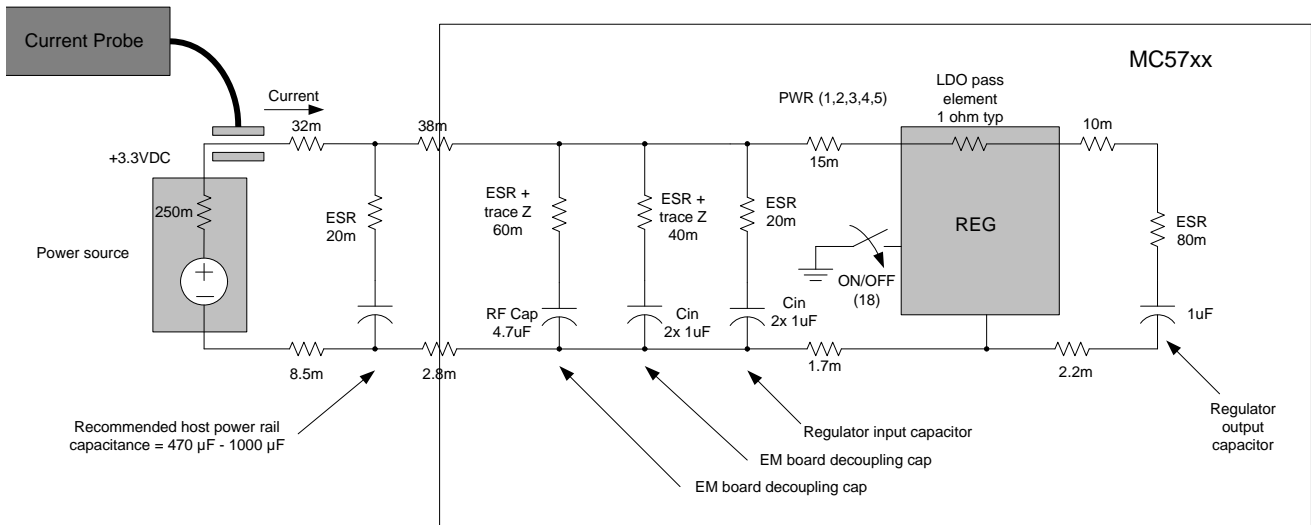 Current Probe
MC57xx
Current
LDO pass
element
1 ohm typ
PWR (1,2,3,4,5)
32m
38m
10m
+3.3VDC
15m
250m
ESR
20m
ESR +
trace Z
60m
ESR +
trace Z
40m
ESR
20m
REG
ESR
80m
Power source
+
ON/OFF
(18)
RF Cap
4.7uF
Cin
2x 1uF
Cin
2x 1uF
1uF
8.5m
2.8m
1.7m
2.2m
Recommended host power rail
capacitance = 470 µF - 1000 µF
Regulator input capacitor
EM board decoupling cap
EM board decoupling cap
Regulator
output
capacitor